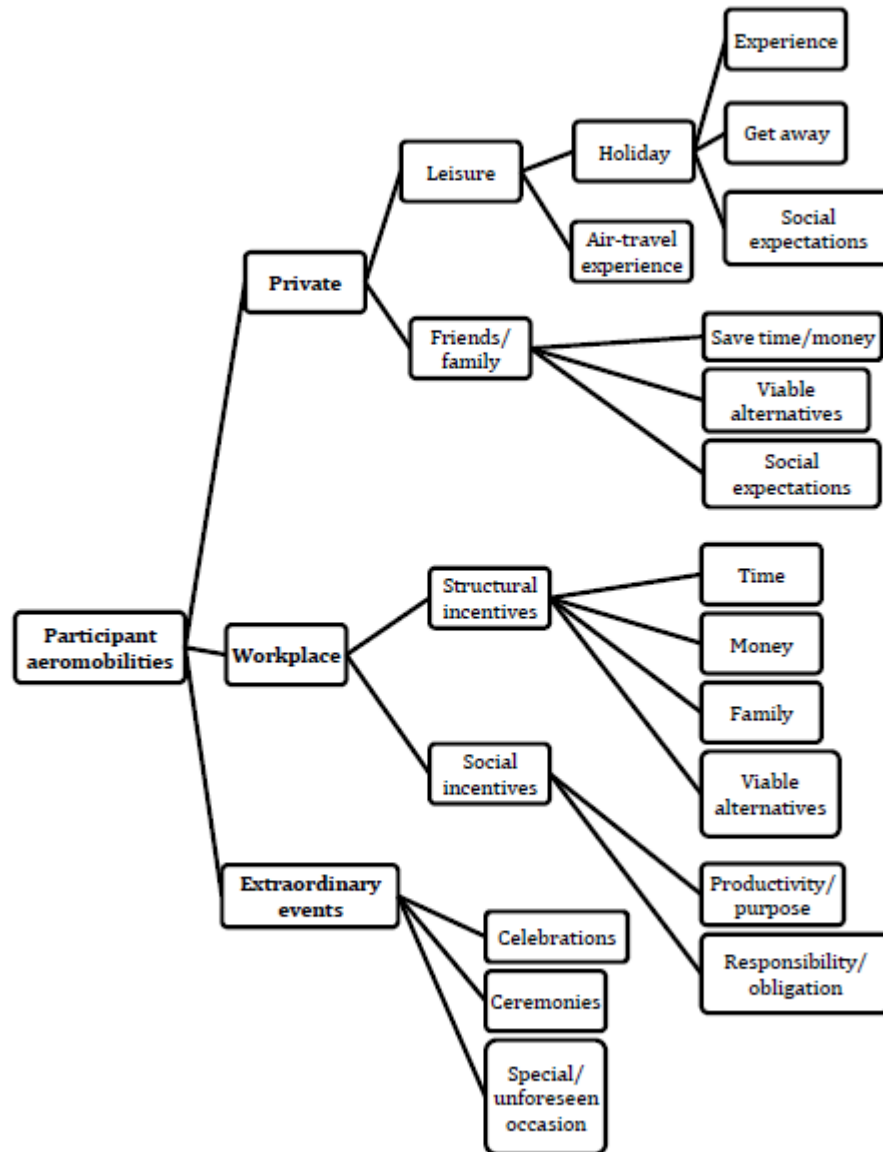 Experience
Get away
Holiday
Leisure
Social
expectations
Air-travel
experience
Private
Friends/
family
Save time/money
Viable
alternatives
Social
expectations
Structural
incentives
Time
Money
Participant
aeromobilities
Workplace
Family
Social
incentives
Viable
alternatives
Extraordinary
events
Productivity/
purpose
Celebrations
Responsibility/
obligation
Ceremonies
Special/
unforeseen
occasion